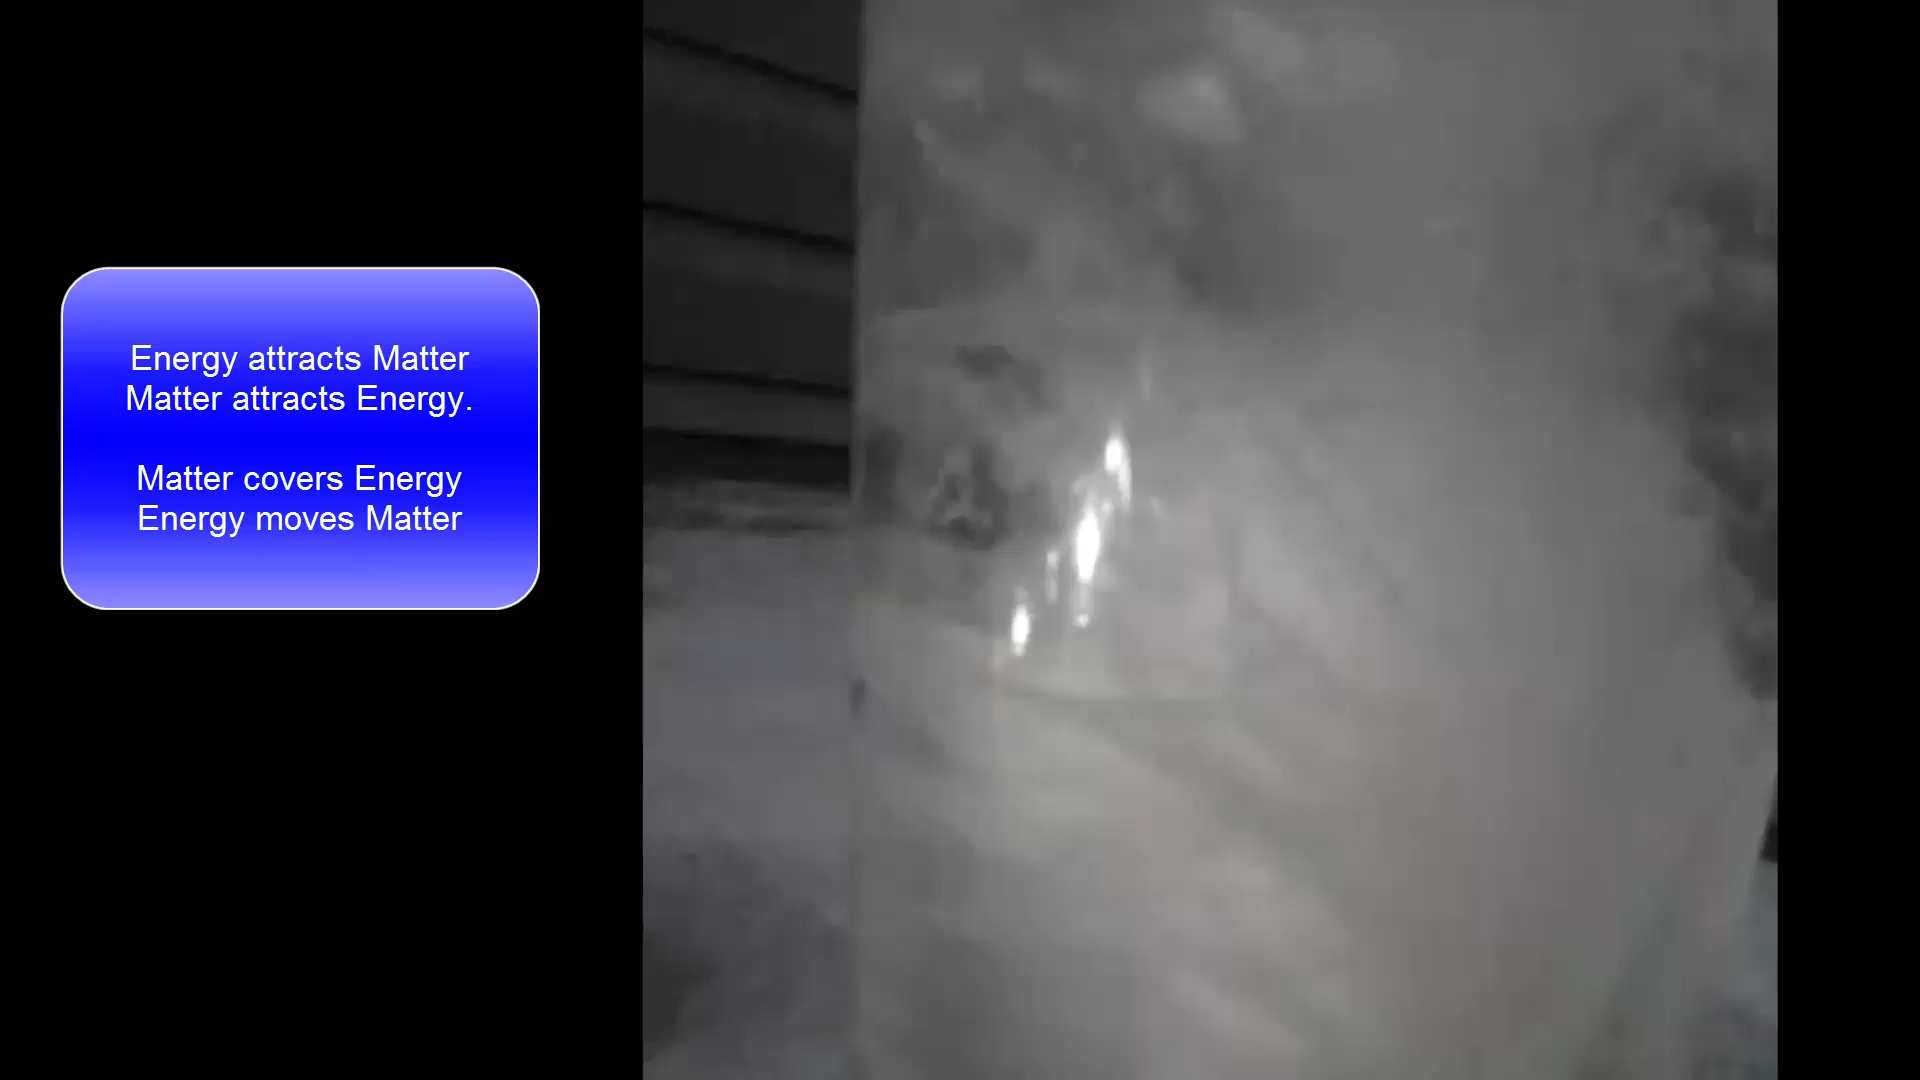 Energy attracts Matter
Matter attracts Energy.
Matter covers Energy
Energy moves Matter